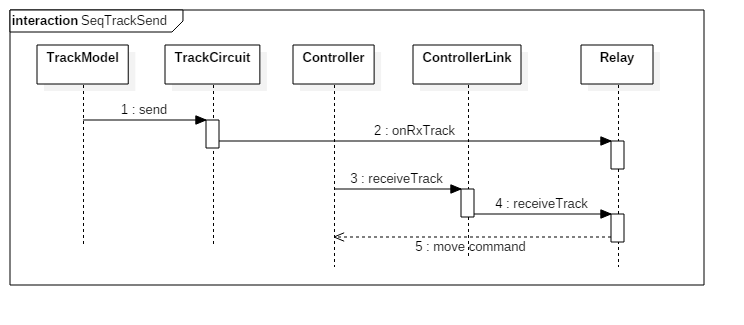 interaction SeqTrackSend
TrackModel
TrackCircuit
Controller
ControllerLink
Relay
1 : send
2 : onRxTrack
3 : receiveTrack
4 : receiveTrack
5 : move command